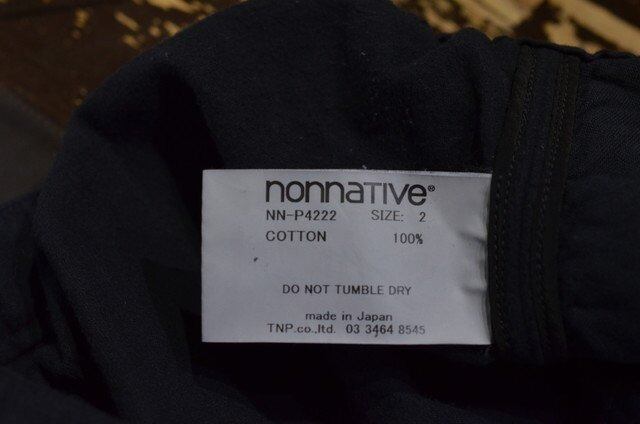 nonnative®
NN-P4222 SIZE: 2
COTTON 100%
DO NOT TUMBLE DRY
made in Japan
TNP.co.,ltd. 03 3464 8545